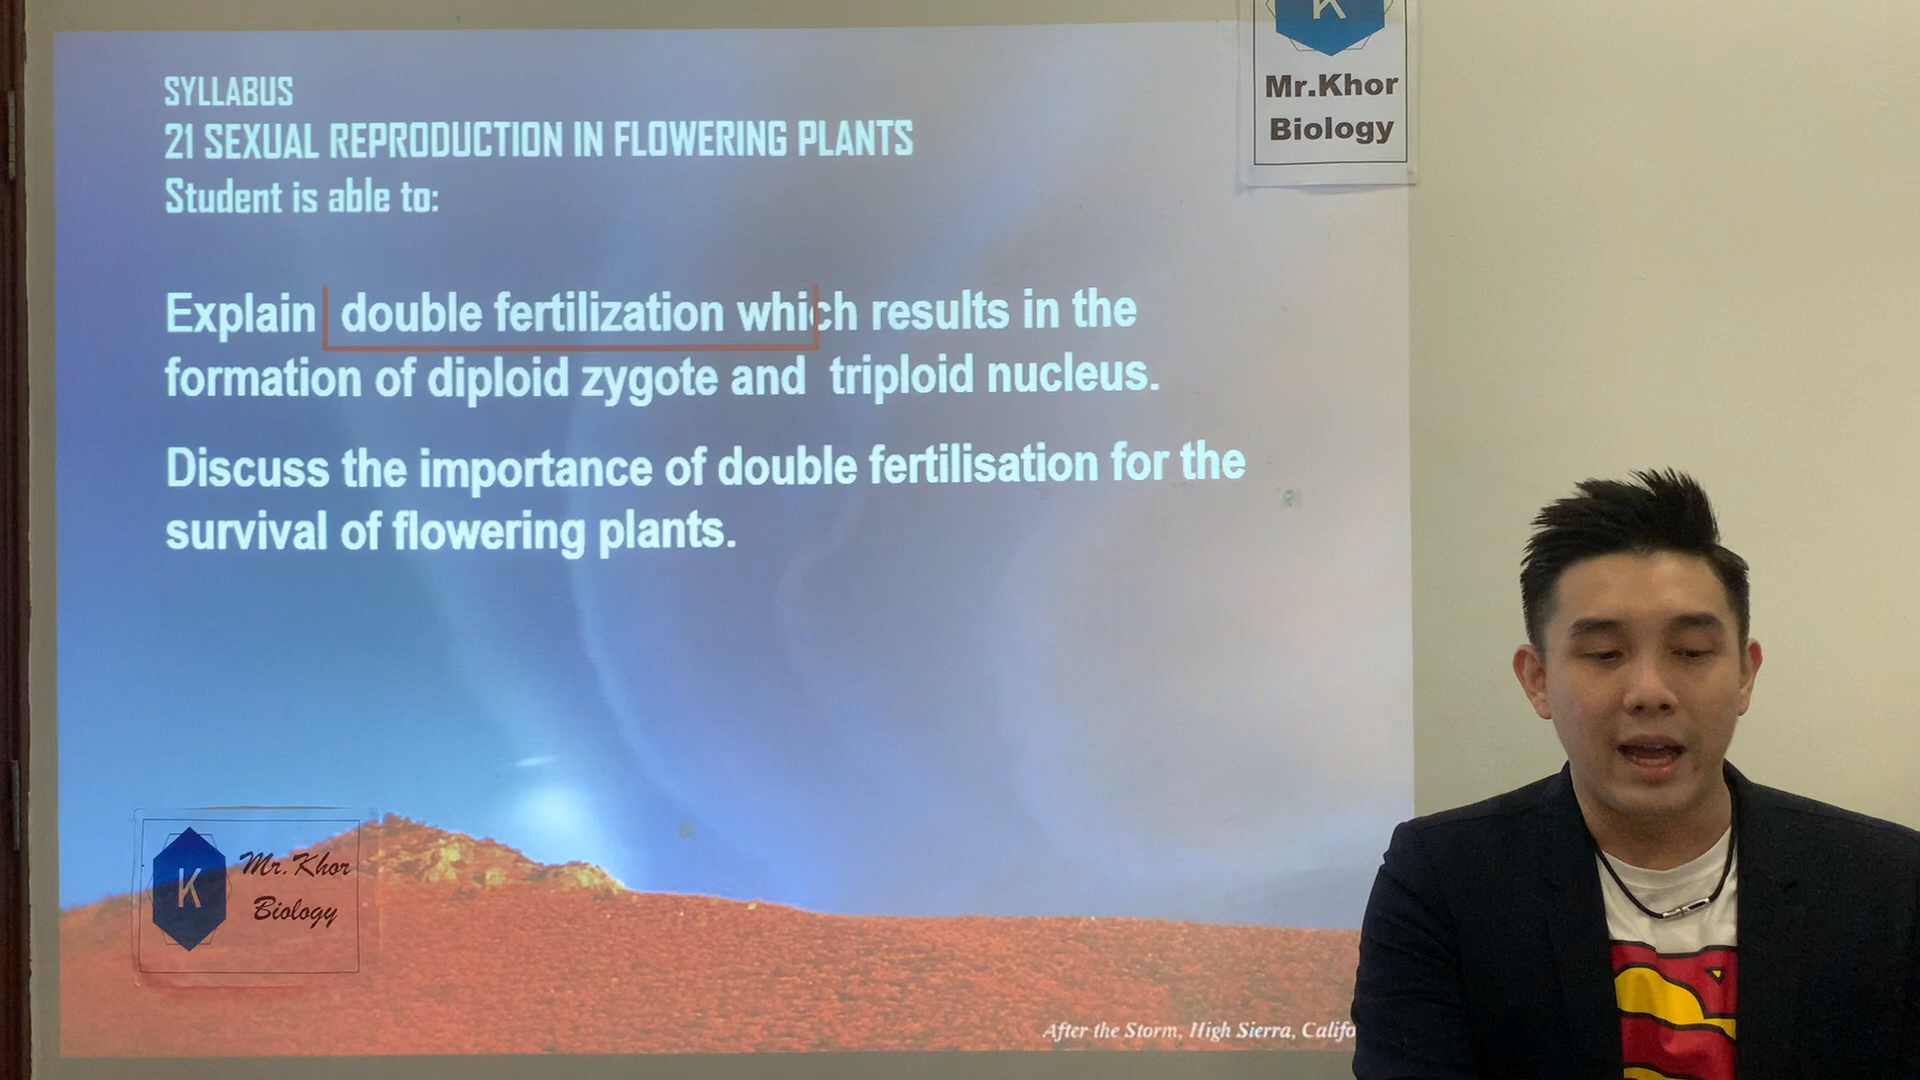 SYLLABUS
21 SEXUAL REPRODUCTION IN FLOWERING PLANTS
Student is able to:
Explain double fertilization which results in the
formation of diploid zygote and triploid nucleus.
Discuss the importance of double fertilisation for the
survival of flowering plants.
K
Mr.Khor
Biology
K
Mr.Khor
Biology
After the Storm, High Sierra,